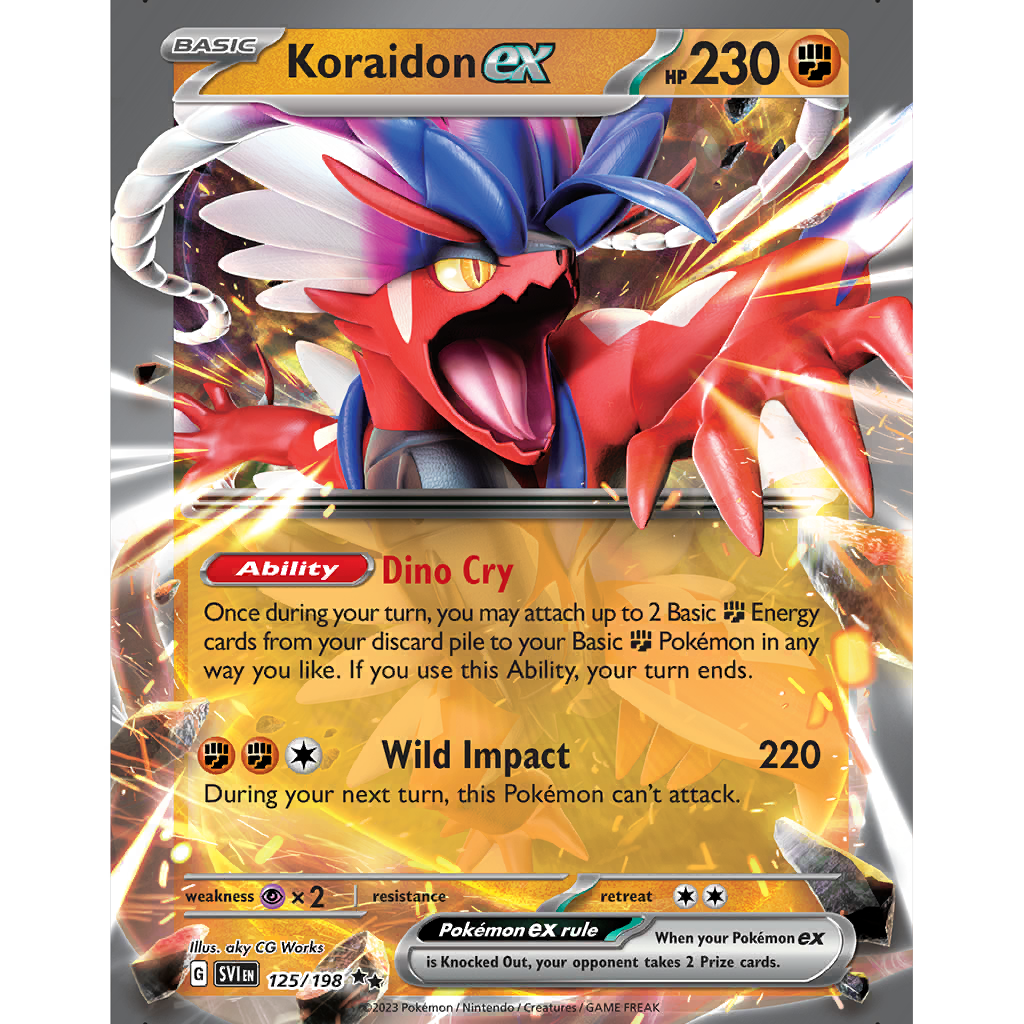 BASIC Koraidon ex HP 230
Ability Dino Cry
Once during your turn, you may attach up to 2 Basic Energy
cards from your discard pile to your Basic Pokémon in any
way you like. If you use this Ability, your turn ends.
Wild Impact 220
During your next turn, this Pokémon can't attack.
weakness ×2 resistance retreat
Illus. aky CG Works
Pokémon ex rule When your Pokémon ex
is Knocked Out, your opponent takes 2 Prize cards.
G SVI EN 125/198
©2023 Pokémon / Nintendo / Creatures / GAME FREAK